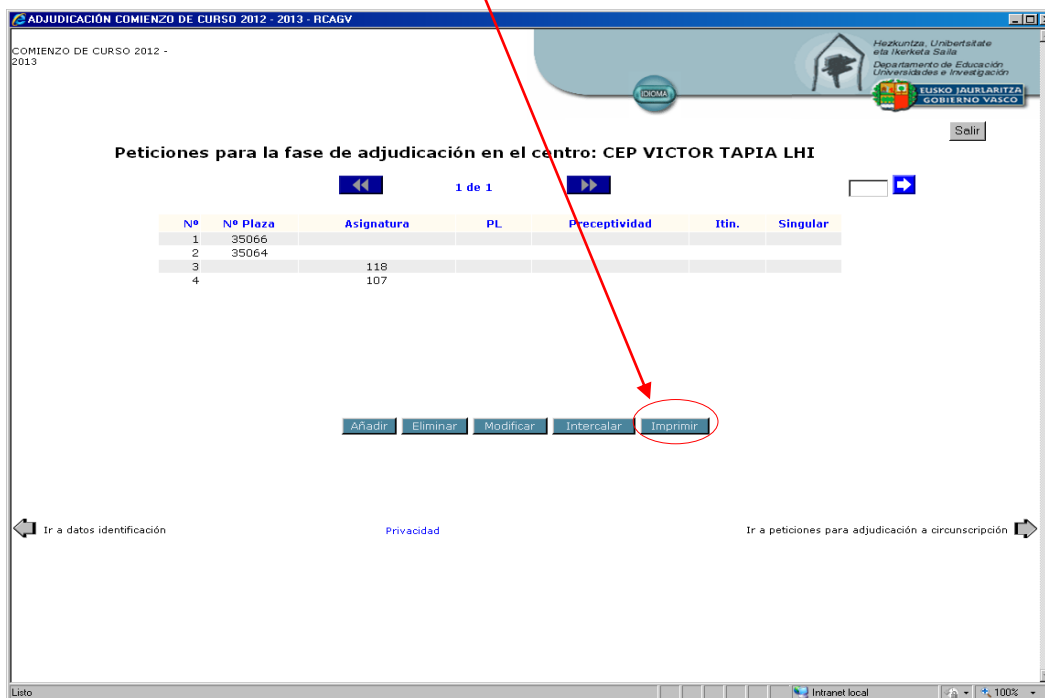 ADJUDICACIÓN COMIENZO DE CURSO 2012 - 2013 - RCAGV
COMIENZO DE CURSO 2012 -
2013
IDIOMA
Hezkuntza, Unibertsitate
eta Ikerketa Saila
Departamento de Educación
Universidades e Investigación
EUSKO JAURLARITZA
GOBIERNO VASCO
Salir
Peticiones para la fase de adjudicación en el centro: CEP VICTOR TAPIA LHI
1 de 1
Nº Nº Plaza Asignatura PL Preceptividad Itin. Singular
1 35066
2 35064
3 118
4 107
Añadir Eliminar Modificar Intercalar Imprimir
Ir a datos identificación Privacidad Ir a peticiones para adjudicación a circunscripción
Listo Intranet local 100%